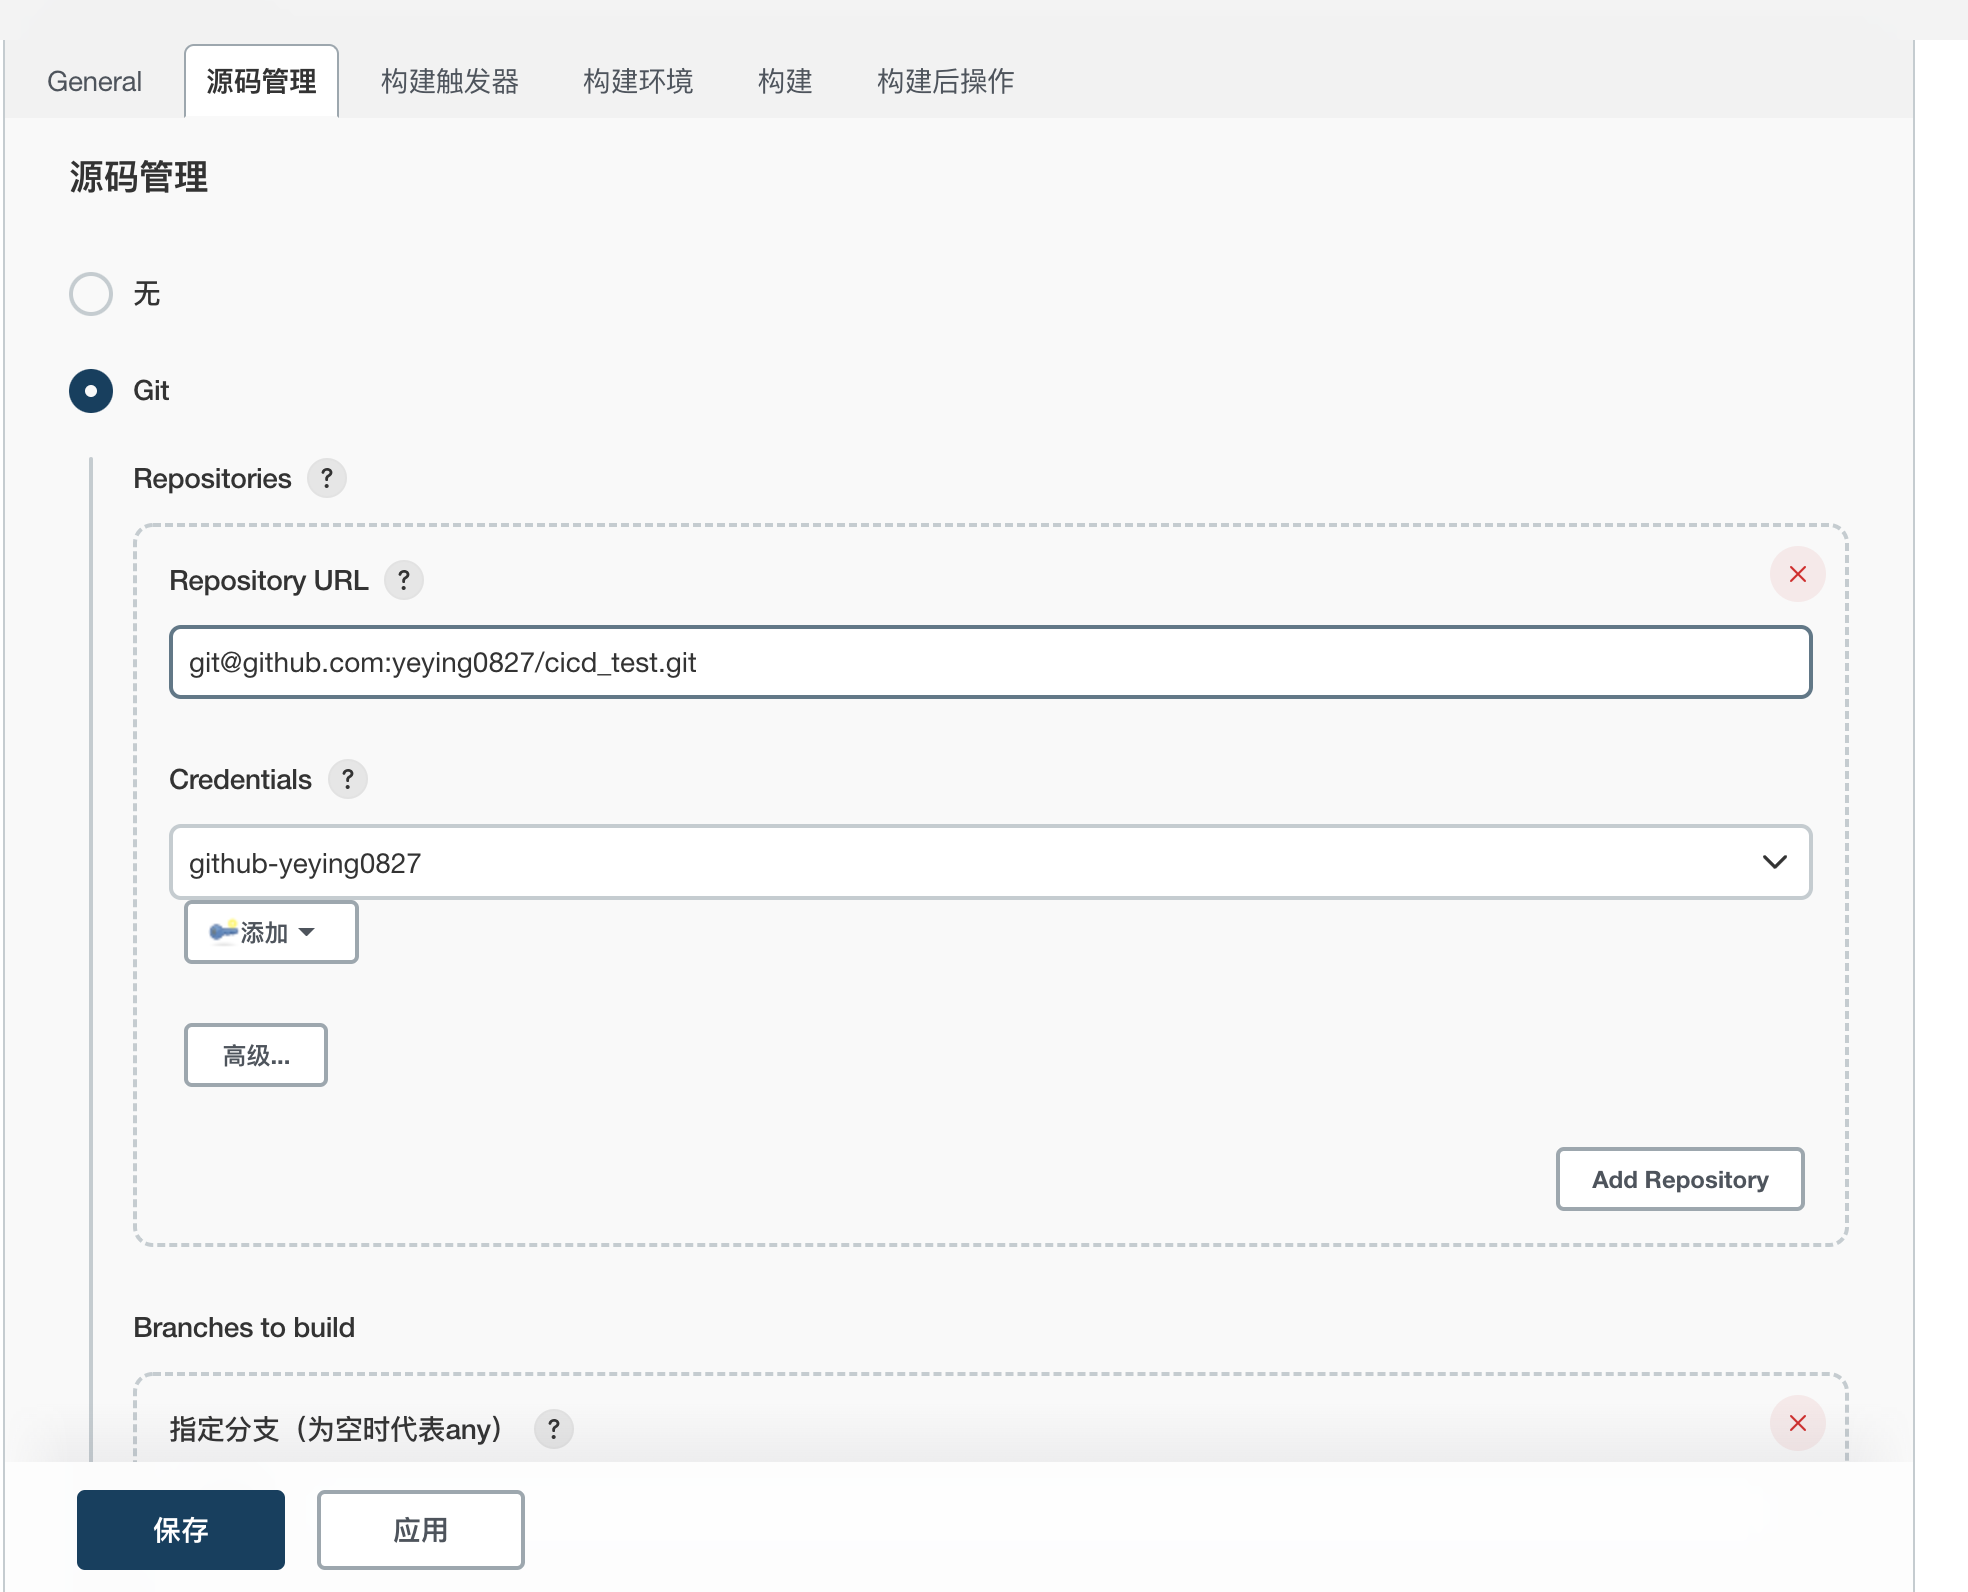 General 源码管理 构建触发器 构建环境 构建 构建后操作
源码管理
无
Git
Repositories ?
Repository URL ?
git@github.com:yeying0827/cicd_test.git
Credentials ?
github-yeying0827
添加
高级...
Add Repository
Branches to build
指定分支（为空时代表any） ?
保存 应用